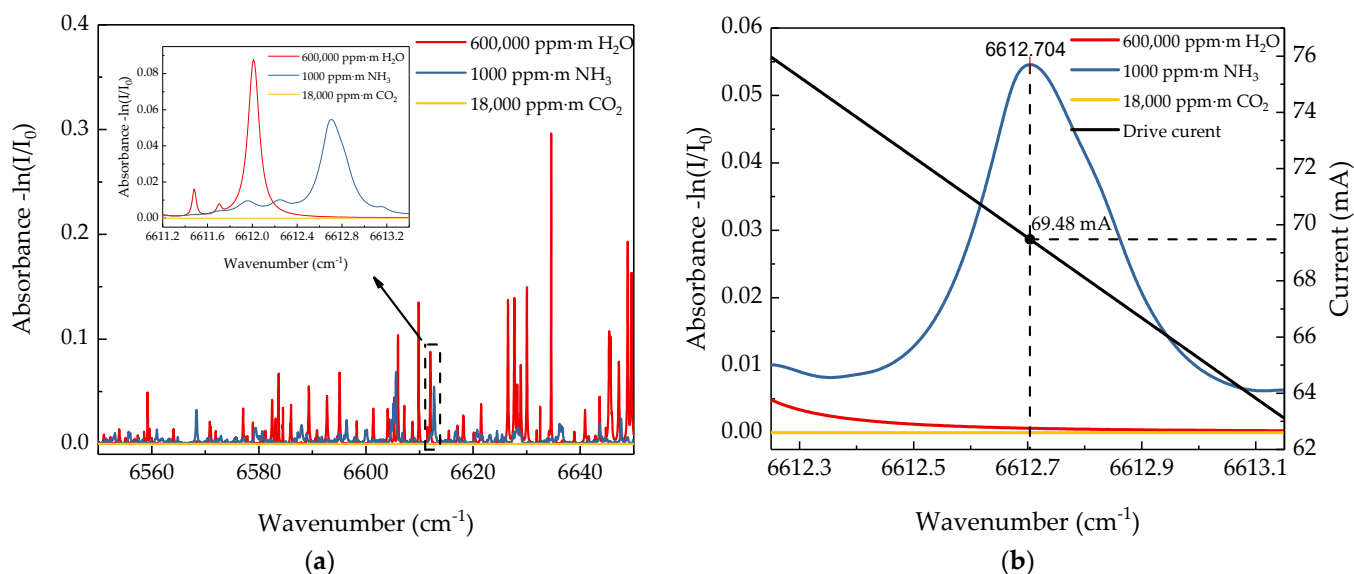 0.4
0.3
0.2
0.1
0.0
Absorbance -ln(I/I₀)
600,000 ppm·m H₂O
1000 ppm·m NH₃
18,000 ppm·m CO₂
0.08
0.06
0.04
0.02
0.00
Absorbance -ln(I/I₀)
600,000 ppm·m H₂O
1000 ppm·m NH₃
18,000 ppm·m CO₂
6611.2 6611.6 6612.0 6612.4 6612.8 6613.2
Wavenumber (cm⁻¹)
6560 6580 6600 6620 6640
Wavenumber (cm⁻¹)
(a)
0.06
0.05
0.04
0.03
0.02
0.01
0.00
Absorbance -ln(I/I₀)
6612.704
600,000 ppm·m H₂O
1000 ppm·m NH₃
18,000 ppm·m CO₂
Drive curent
69.48 mA
76
74
72
70
68
66
64
62
Current (mA)
6612.3 6612.5 6612.7 6612.9 6613.1
Wavenumber (cm⁻¹)
(b)